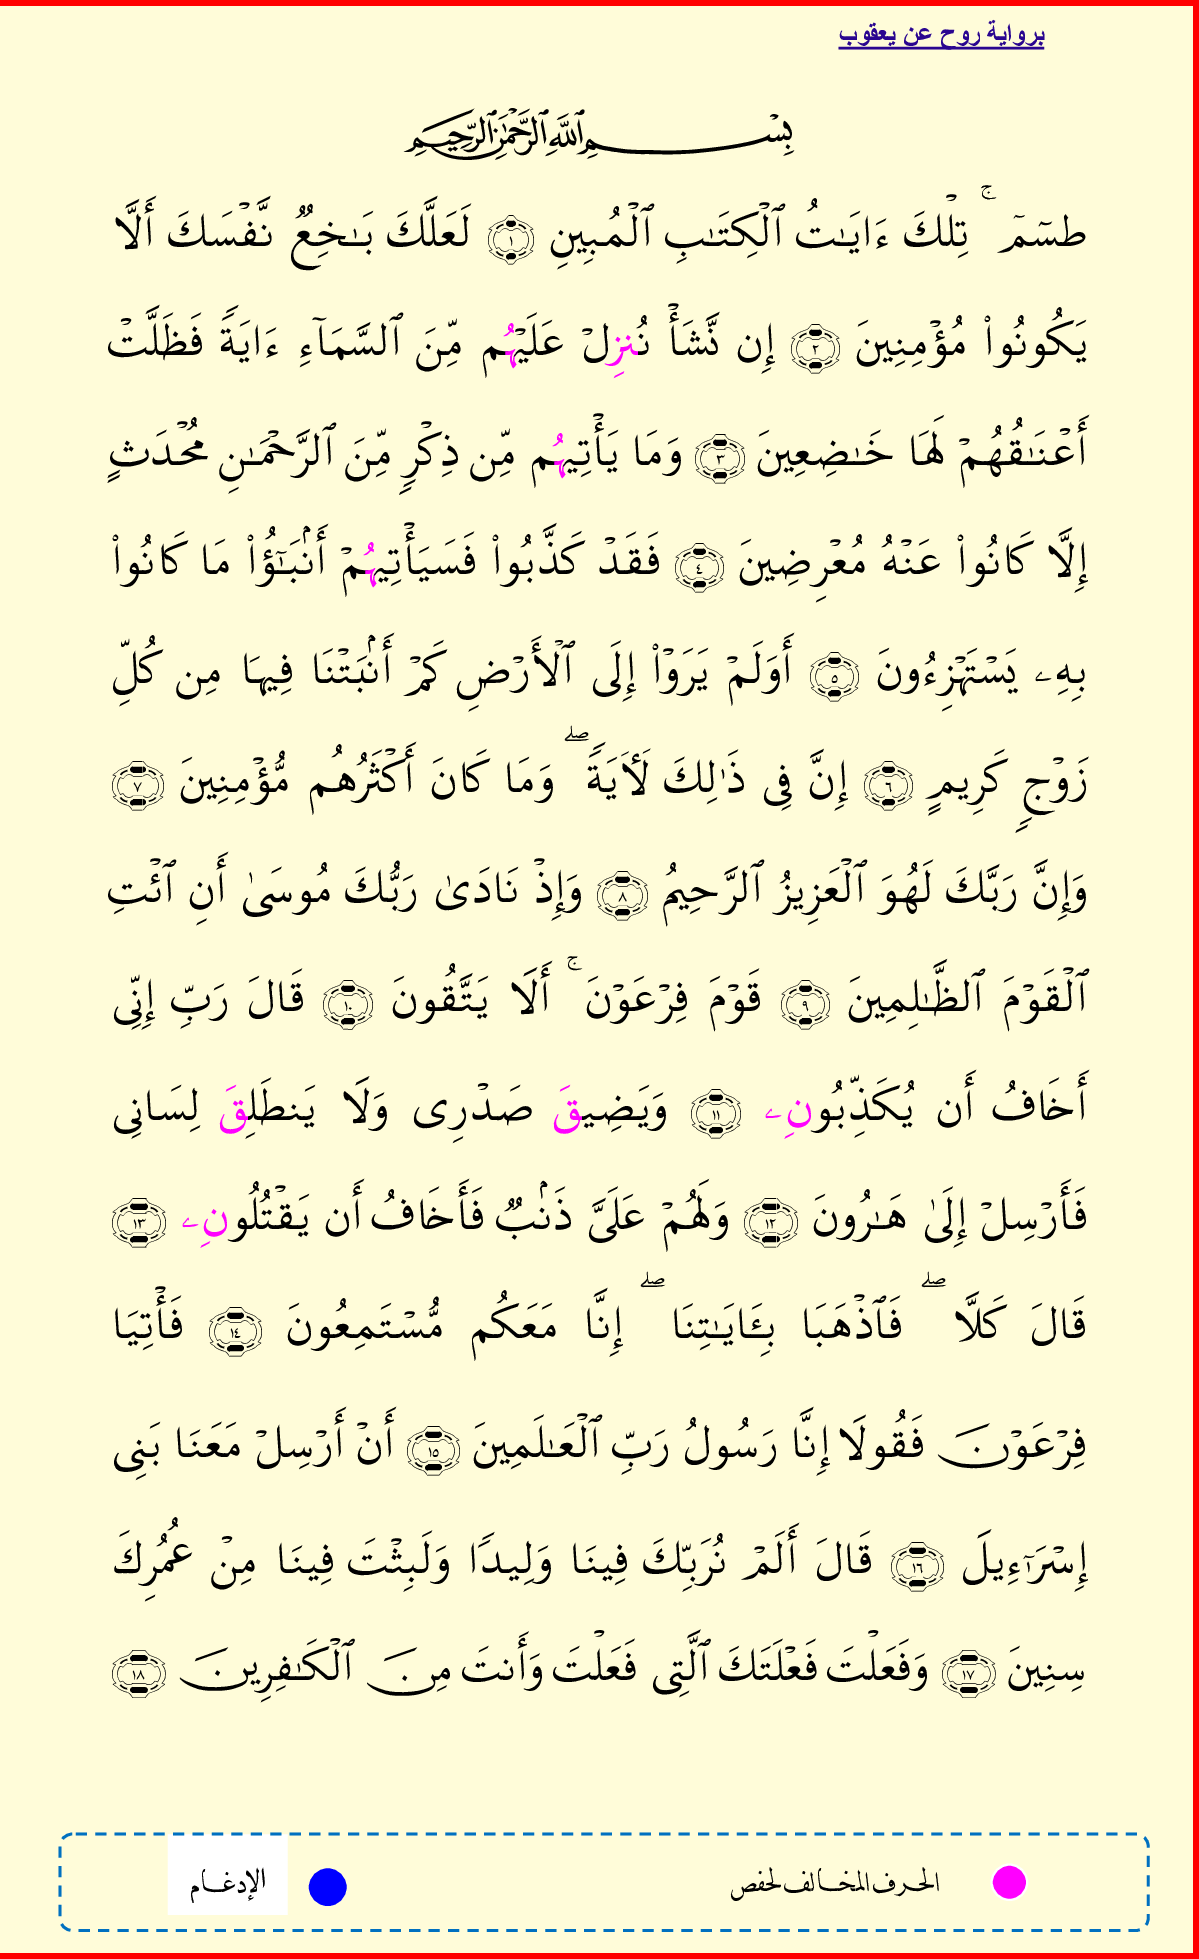 برواية روح عن يعقوب
بِسْمِ ٱللَّهِ ٱلرَّحْمَٰنِ ٱلرَّحِيمِ
طسٓمٓ ۚ تِلْكَ ءَايَٰتُ ٱلْكِتَٰبِ ٱلْمُبِينِ ١ لَعَلَّكَ بَٰخِعٌ نَّفْسَكَ أَلَّا
يَكُونُوا۟ مُؤْمِنِينَ ٢ إِن نَّشَأْ نُنزِلْ عَلَيْهُم مِّنَ ٱلسَّمَآءِ ءَايَةً فَظَلَّتْ
أَعْنَٰقُهُمْ لَهَا خَٰضِعِينَ ٣ وَمَا يَأْتِيهُم مِّن ذِكْرٍ مِّنَ ٱلرَّحْمَٰنِ مُحْدَثٍ
إِلَّا كَانُوا۟ عَنْهُ مُعْرِضِينَ ٤ فَقَدْ كَذَّبُوا۟ فَسَيَأْتِيهُمْ أَنۢبَٰٓؤُا۟ مَا كَانُوا۟
بِهِۦ يَسْتَهْزِءُونَ ٥ أَوَلَمْ يَرَوْا۟ إِلَى ٱلْأَرْضِ كَمْ أَنۢبَتْنَا فِيهَا مِن كُلِّ
زَوْجٍ كَرِيمٍ ٦ إِنَّ فِى ذَٰلِكَ لَأٓيَةً ۖ وَمَا كَانَ أَكْثَرُهُم مُّؤْمِنِينَ ٧
وَإِنَّ رَبَّكَ لَهُوَ ٱلْعَزِيزُ ٱلرَّحِيمُ ٨ وَإِذْ نَادَىٰ رَبُّكَ مُوسَىٰٓ أَنِ ٱئْتِ
ٱلْقَوْمَ ٱلظَّٰلِمِينَ ٩ قَوْمَ فِرْعَوْنَ ۚ أَلَا يَتَّقُونَ ١٠ قَالَ رَبِّ إِنِّى
أَخَافُ أَن يُكَذِّبُونِۦ ١١ وَيَضِيقَ صَدْرِى وَلَا يَنطَلِقَ لِسَانِى
فَأَرْسِلْ إِلَىٰ هَٰرُونَ ١٢ وَلَهُمْ عَلَىَّ ذَنۢبٌ فَأَخَافُ أَن يَقْتُلُونِۦ ١٣
قَالَ كَلَّا ۖ فَٱذْهَبَا بِـَٔايَٰتِنَا ۖ إِنَّا مَعَكُم مُّسْتَمِعُونَ ١٤ فَأْتِيَا
فِرْعَوْنَ فَقُولَا إِنَّا رَسُولُ رَبِّ ٱلْعَٰلَمِينَ ١٥ أَنْ أَرْسِلْ مَعَنَا بَنِى
إِسْرَٰٓءِيلَ ١٦ قَالَ أَلَمْ نُرَبِّكَ فِينَا وَلِيدًا وَلَبِثْتَ فِينَا مِنْ عُمُرِكَ
سِنِينَ ١٧ وَفَعَلْتَ فَعْلَتَكَ ٱلَّتِى فَعَلْتَ وَأَنتَ مِنَ ٱلْكَٰفِرِينَ ١٨
الحرف المخالف لحفص الإدغام